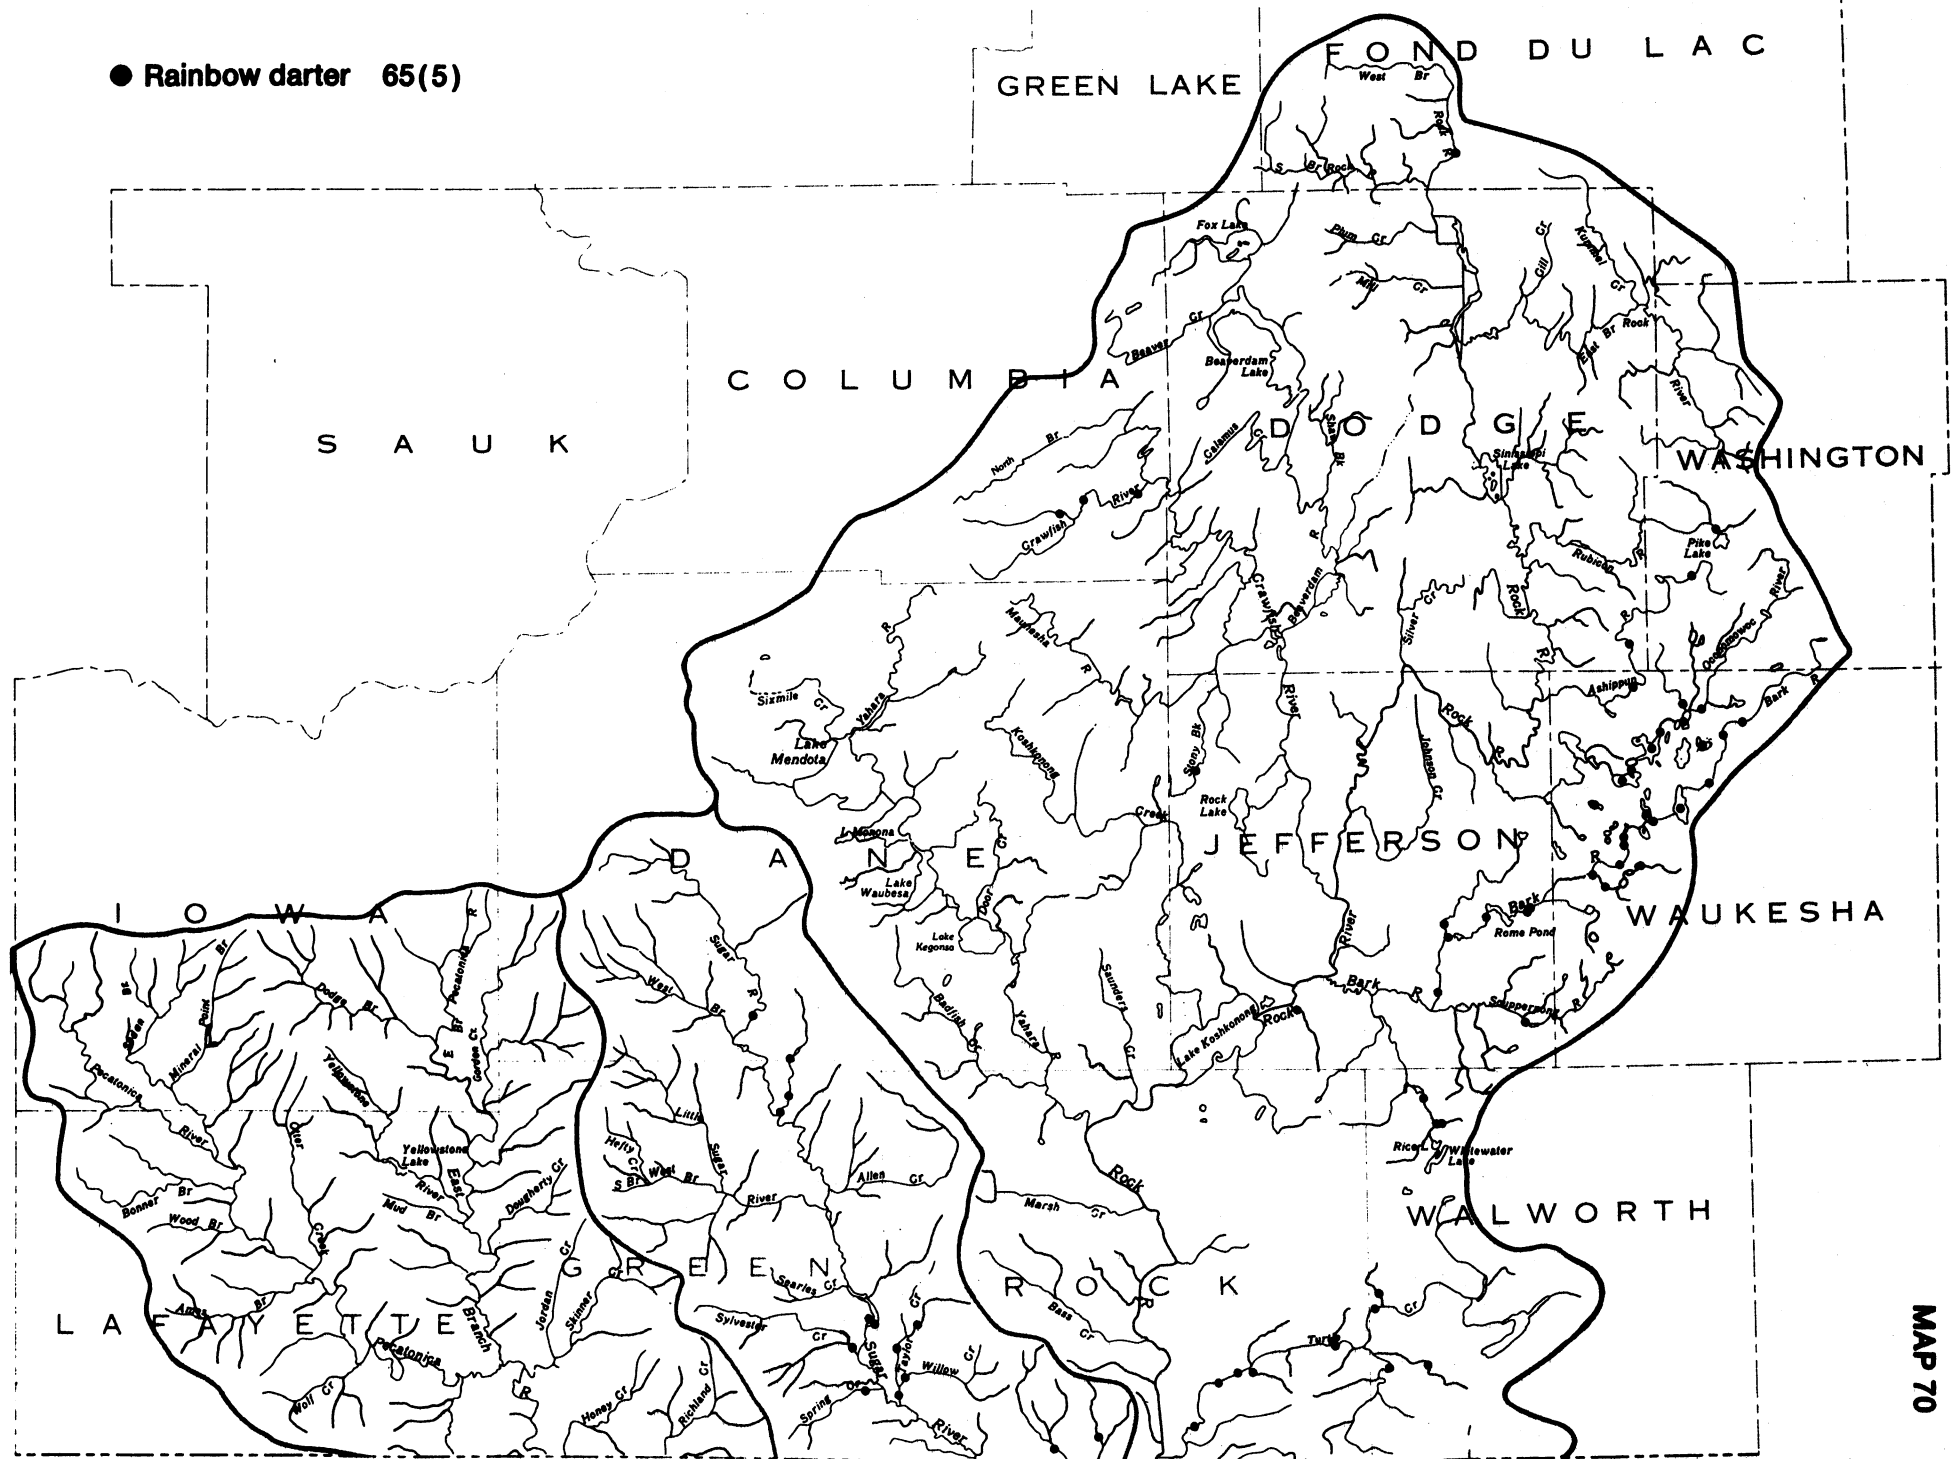 ● Rainbow darter 65(5)
FOND DU LAC
GREEN LAKE
West Br
Rock
R
S Br Rock
Fox Lake
Plum Cr
Gill Cr
Kummel Cr
Mill Cr
Beaver Cr
East Br Rock
River
Beaverdam
Lake
COLUMBIA
SAUK
DODGE
WASHINGTON
North Br
Calamus
Shaw Bk
Sinissippi
Lake
Crawfish River
Pike
Lake
Rubicon R
Crawfish
Beaverdam R
Silver Cr
Rock R
Oconomowoc River
Maunesha R
Ashippun R
Bark R
Sixmile Cr
Yahara R
Lake
Mendota
Koshkonong
Creek
Stony Bk
River
Johnson Cr
Rock R
Rock
Lake
L Monona
JEFFERSON
DANE
Lake
Waubesa
Door Cr
Lake
Kegonsa
Bark R
Rome Pond
WAUKESHA
IOWA
Pecatonica R
Sugar R
West Br
Dodge Br
Mineral Point Br
Badfish Cr
Yahara R
Saunders Cr
Lake Koshkonong
Rock
River
Bark R
Scuppernong R
Gordon Cr
E Br
Pecatonica
River
Yellowstone
Otter
Creek
Little
Sugar
Hefty Cr
West Br
S Br
River
Allen Cr
Yellowstone
Lake
River
East
Dougherty Cr
Bonner Br
Wood Br
Mud Br
Rice L
Whitewater
Lake
Rock
R
Marsh Cr
WALWORTH
GREEN
ROCK
Searles Cr
Ames Br
LAFAYETTE
Branch
Jordan Cr
Skinner Cr
Sylvester Cr
Sugar
Taylor Cr
Bass Cr
Turtle Cr
Pecatonica
R
Wolf Cr
Honey Cr
Richland Cr
Spring Cr
Willow Cr
River
MAP 70